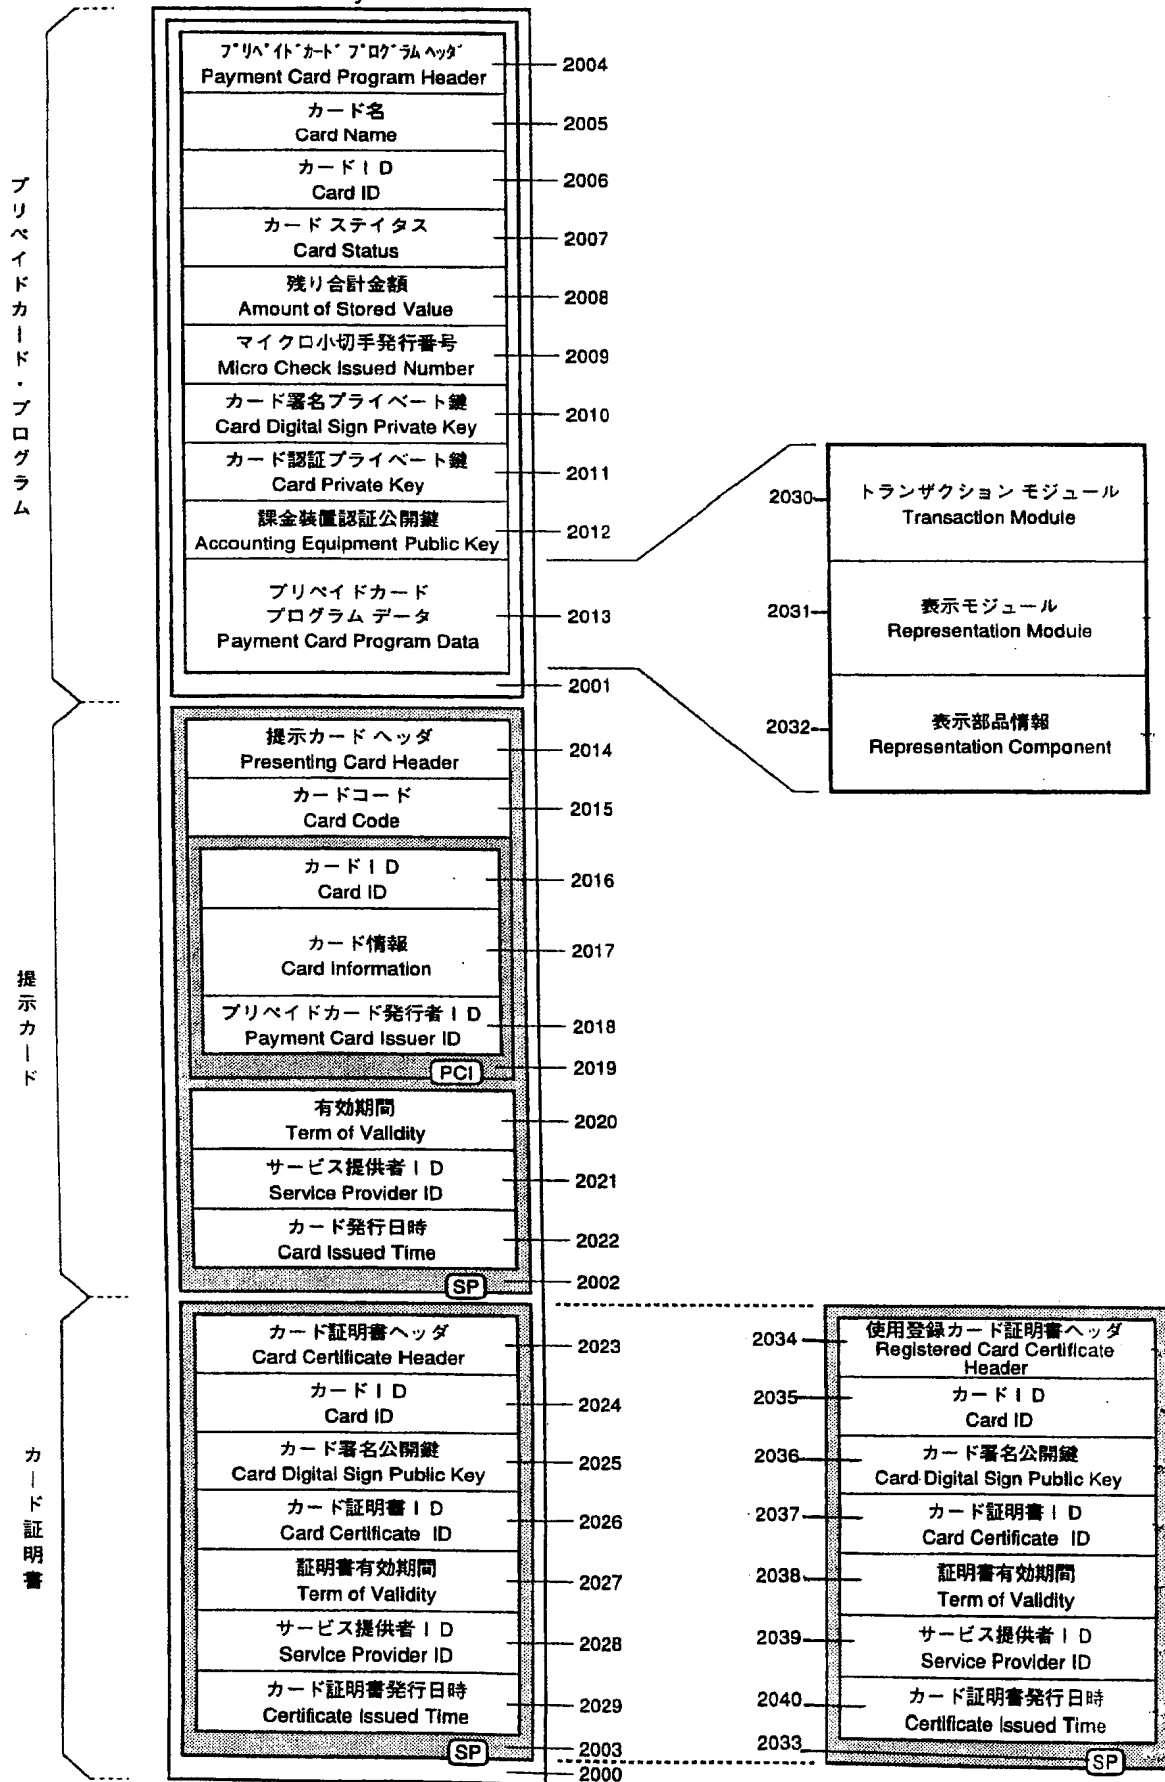 プリペイドカード プログラムヘッダ
Payment Card Program Header
2004
カード名
Card Name
2005
カードID
Card ID
2006
カード ステイタス
Card Status
2007
残り合計金額
Amount of Stored Value
2008
マイクロ小切手発行番号
Micro Check Issued Number
2009
カード署名プライベート鍵
Card Digital Sign Private Key
2010
カード認証プライベート鍵
Card Private Key
2011
課金装置認証公開鍵
Accounting Equipment Public Key
2012
プリペイドカード
プログラム データ
Payment Card Program Data
2013
2001
プリペイドカード・プログラム
2030
トランザクション モジュール
Transaction Module
2031
表示モジュール
Representation Module
2032
表示部品情報
Representation Component
提示カード ヘッダ
Presenting Card Header
2014
カードコード
Card Code
2015
カードID
Card ID
2016
カード情報
Card Information
2017
プリペイドカード発行者ID
Payment Card Issuer ID
2018
PCI
2019
有効期間
Term of Validity
2020
サービス提供者ID
Service Provider ID
2021
カード発行日時
Card Issued Time
2022
SP
2002
提示カード
カード証明書ヘッダ
Card Certificate Header
2023
カードID
Card ID
2024
カード署名公開鍵
Card Digital Sign Public Key
2025
カード証明書ID
Card Certificate ID
2026
証明書有効期間
Term of Validity
2027
サービス提供者ID
Service Provider ID
2028
カード証明書発行日時
Certificate Issued Time
2029
SP
2003
2000
カード証明書
2034
使用登録カード証明書ヘッダ
Registered Card Certificate
Header
2035
カードID
Card ID
2036
カード署名公開鍵
Card Digital Sign Public Key
2037
カード証明書ID
Card Certificate ID
2038
証明書有効期間
Term of Validity
2039
サービス提供者ID
Service Provider ID
2040
カード証明書発行日時
Certificate Issued Time
2033
SP